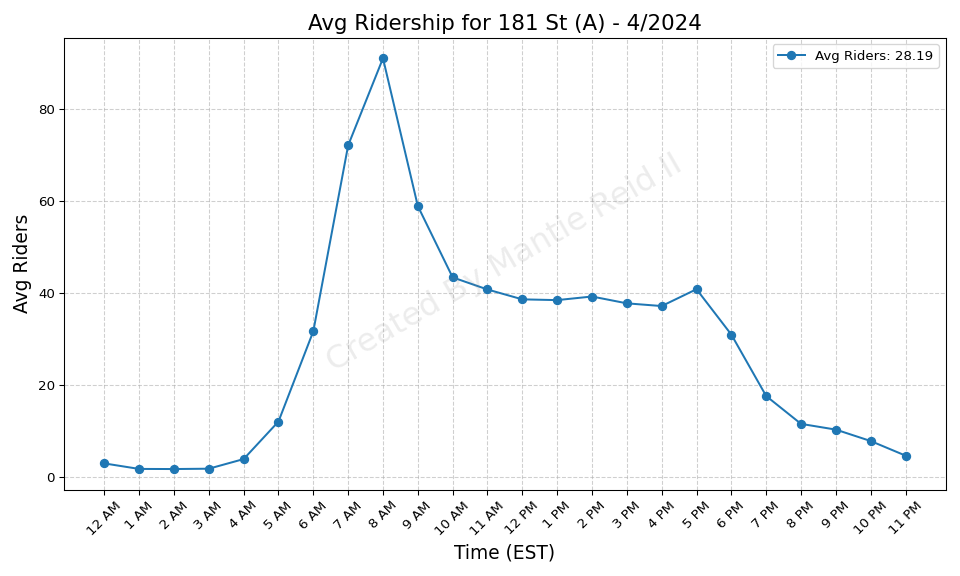 Avg Ridership for 181 St (A) - 4/2024
Avg Riders: 28.19
Avg Riders
80
60
40
20
0
Created By Mantie Reid II
12 AM
1 AM
2 AM
3 AM
4 AM
5 AM
6 AM
7 AM
8 AM
9 AM
10 AM
11 AM
12 PM
1 PM
2 PM
3 PM
4 PM
5 PM
6 PM
7 PM
8 PM
9 PM
10 PM
11 PM
Time (EST)